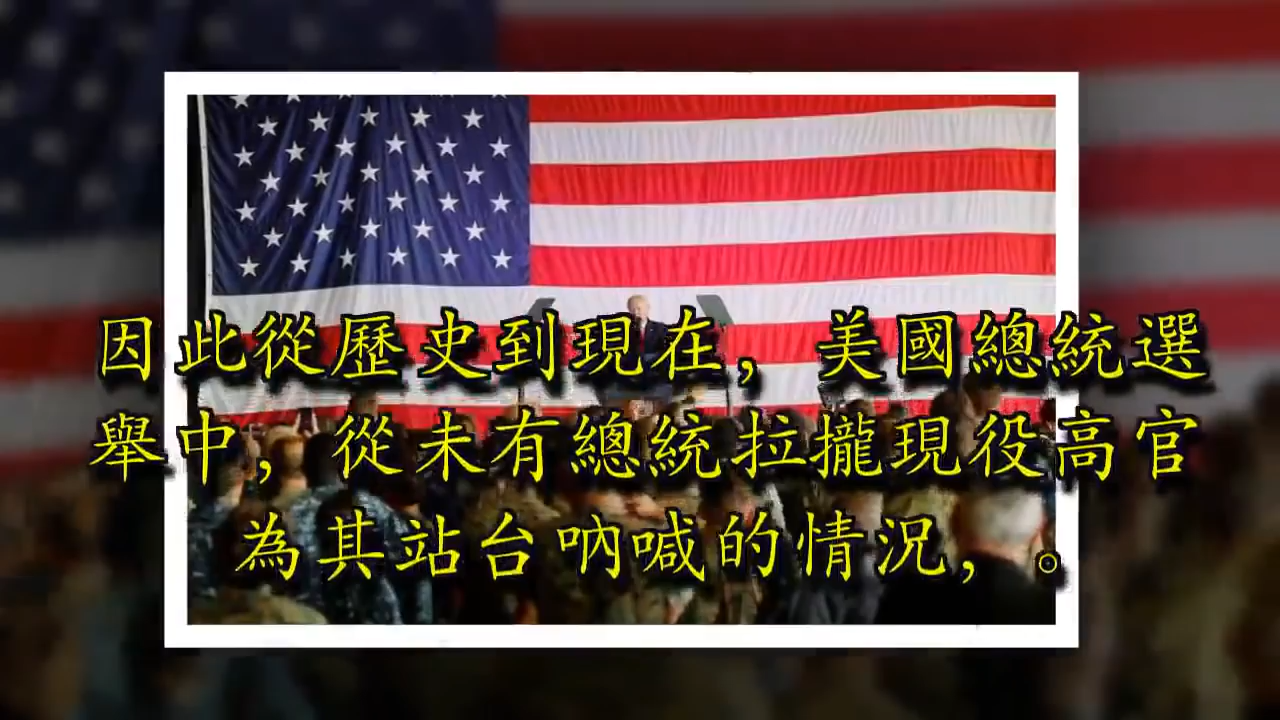 因此從歷史到現在，美國總統選
舉中，從未有總統拉攏現役高官
為其站台吶喊的情況，。